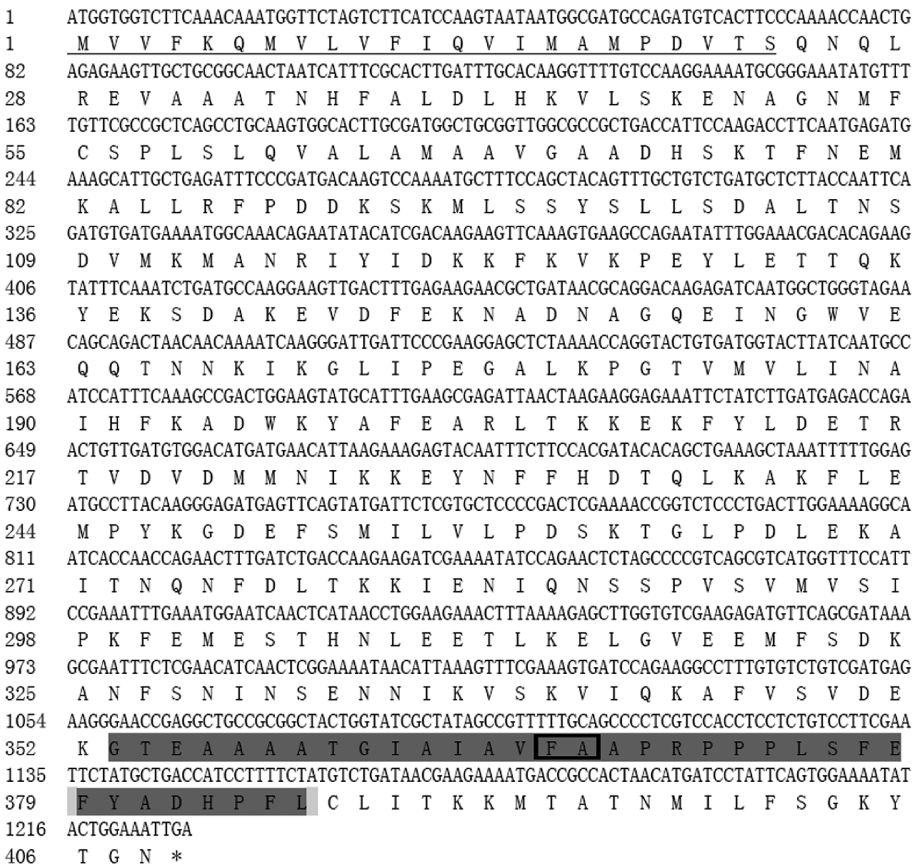 1 ATGGTGGTCTTCAAACAAATGGTTCTAGTCTTCATCCAAGTAATAATGGCGATGCCAGATGTCACTTCCCAAAACCAACTG
1 M V V F K Q M V L V F I Q V I M A M P D V T S Q N Q L
82 AGAGAAGTTGCTGCGGCAACTAATCATTTCGCACTTGATTTGCACAAGGTTTTGTCCAAGGAAAATGCGGGAAATATGTTT
28 R E V A A A T N H F A L D L H K V L S K E N A G N M F
163 TGTTCGCCGCTCAGCCTGCAAGTGGCACTTGCGATGGCTGCGGTTGGCGCCGCTGACCATTCCAAGACCTTCAATGAGATG
55 C S P L S L Q V A L A M A A V G A A D H S K T F N E M
244 AAAGCATTGCTGAGATTTCCCGATGACAAGTCCAAAATGCTTTCCAGCTACAGTTTGCTGTCTGATGCTCTTACCAATTCA
82 K A L L R F P D D K S K M L S S Y S L L S D A L T N S
325 GATGTGATGAAAATGGCAAACAGAATATACATCGACAAGAAGTTCAAAGTGAAGCCAGAATATTTGGAAACGACACAGAAG
109 D V M K M A N R I Y I D K K F K V K P E Y L E T T Q K
406 TATTTCAAATCTGATGCCAAGGAAGTTGACTTTGAGAAGAACGCTGATAACGCAGGACAAGAGATCAATGGCTGGGTAGAA
136 Y E K S D A K E V D F E K N A D N A G Q E I N G W V E
487 CAGCAGACTAACAACAAAATCAAGGGATTGATTCCCGAAGGAGCTCTAAAACCAGGTACTGTGATGGTACTTATCAATGCC
163 Q Q T N N K I K G L I P E G A L K P G T V M V L I N A
568 ATCCATTTCAAAGCCGACTGGAAGTATGCATTTGAAGCGAGATTAACTAAGAAGGAGAAATTCTATCTTGATGAGACCAGA
190 I H F K A D W K Y A F E A R L T K K E K F Y L D E T R
649 ACTGTTGATGTGGACATGATGAACATTAAGAAAGAGTACAATTTCTTCCACGATACACAGCTGAAAGCTAAATTTTTGGAG
217 T V D V D M M N I K K E Y N F F H D T Q L K A K F L E
730 ATGCCTTACAAGGGAGATGAGTTCAGTATGATTCTCGTGCTCCCCGACTCGAAAACCGGTCTCCCTGACTTGGAAAAGGCA
244 M P Y K G D E F S M I L V L P D S K T G L P D L E K A
811 ATCACCAACCAGAACTTTGATCTGACCAAGAAGATCGAAAATATCCAGAACTCTAGCCCCGTCAGCGTCATGGTTTCCATT
271 I T N Q N F D L T K K I E N I Q N S S P V S V M V S I
892 CCGAAATTTGAAATGGAATCAACTCATAACCTGGAAGAAACTTTAAAAGAGCTTGGTGTCGAAGAGATGTTCAGCGATAAA
298 P K F E M E S T H N L E E T L K E L G V E E M F S D K
973 GCGAATTTCTCGAACATCAACTCGGAAAATAACATTAAAGTTTCGAAAGTGATCCAGAAGGCCTTTGTGTCTGTCGATGAG
325 A N F S N I N S E N N I K V S K V I Q K A F V S V D E
1054 AAGGGAACCGAGGCTGCCGCGGCTACTGGTATCGCTATAGCCGTTTTTGCAGCCCCTCGTCCACCTCCTCTGTCCTTCGAA
352 K G T E A A A A T G I A I A V F A A P R P P P L S F E
1135 TTCTATGCTGACCATCCTTTTCTATGTCTGATAACGAAGAAAATGACCGCCACTAACATGATCCTATTCAGTGGAAAATAT
379 F Y A D H P F L C L I T K K M T A T N M I L F S G K Y
1216 ACTGGAAATTGA
406 T G N *